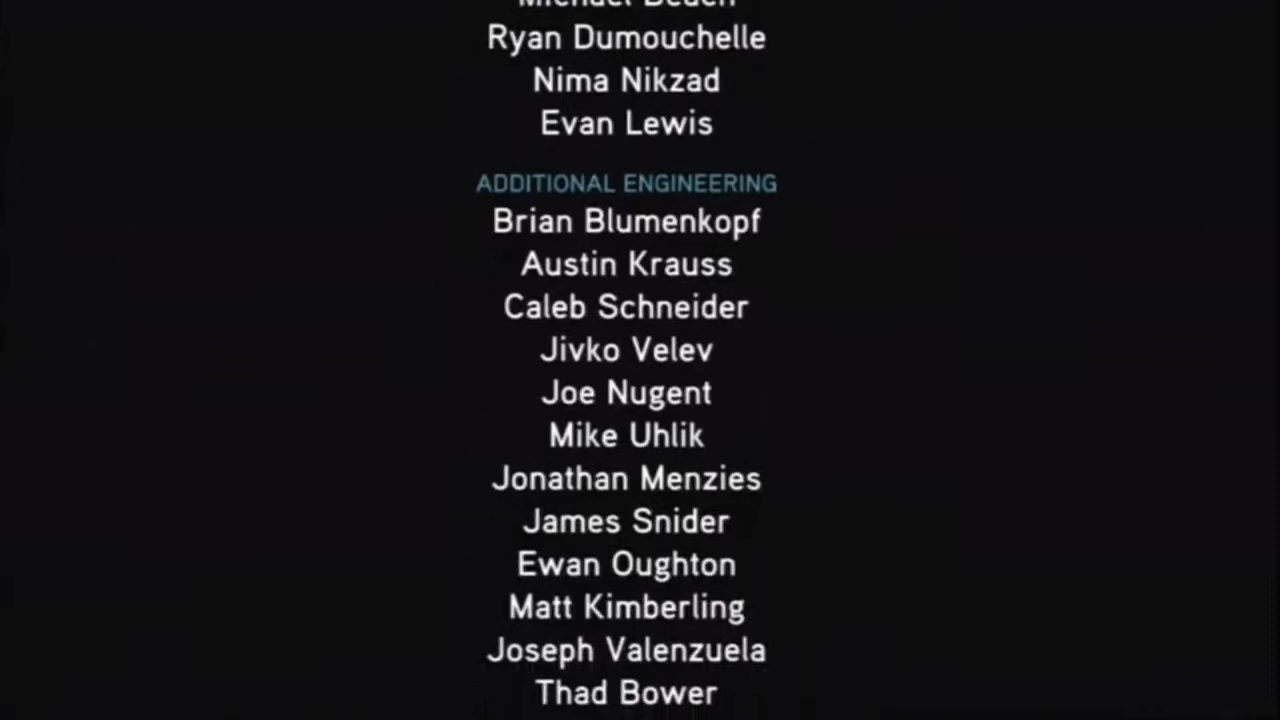 Ryan Dumouchelle
Nima Nikzad
Evan Lewis
ADDITIONAL ENGINEERING
Brian Blumenkopf
Austin Krauss
Caleb Schneider
Jivko Velev
Joe Nugent
Mike Uhlik
Jonathan Menzies
James Snider
Ewan Oughton
Matt Kimberling
Joseph Valenzuela
Thad Bower